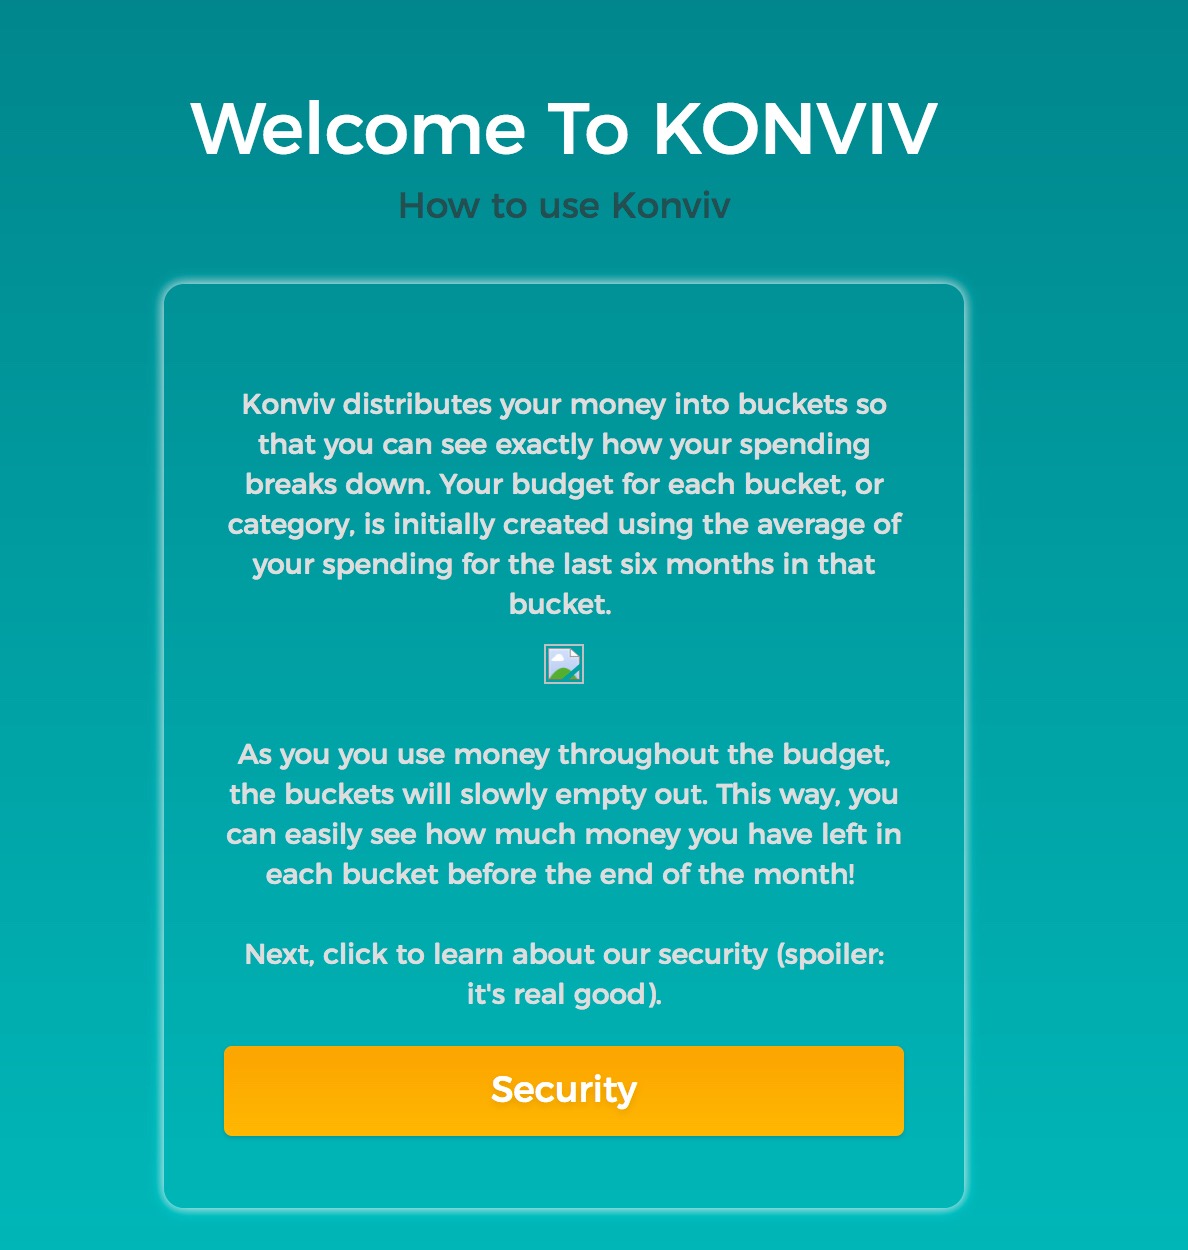 Welcome To KONVIV
How to use Konviv
Konviv distributes your money into buckets so
that you can see exactly how your spending
breaks down. Your budget for each bucket, or
category, is initially created using the average of
your spending for the last six months in that
bucket.
As you you use money throughout the budget,
the buckets will slowly empty out. This way, you
can easily see how much money you have left in
each bucket before the end of the month!
Next, click to learn about our security (spoiler:
it's real good).
Security